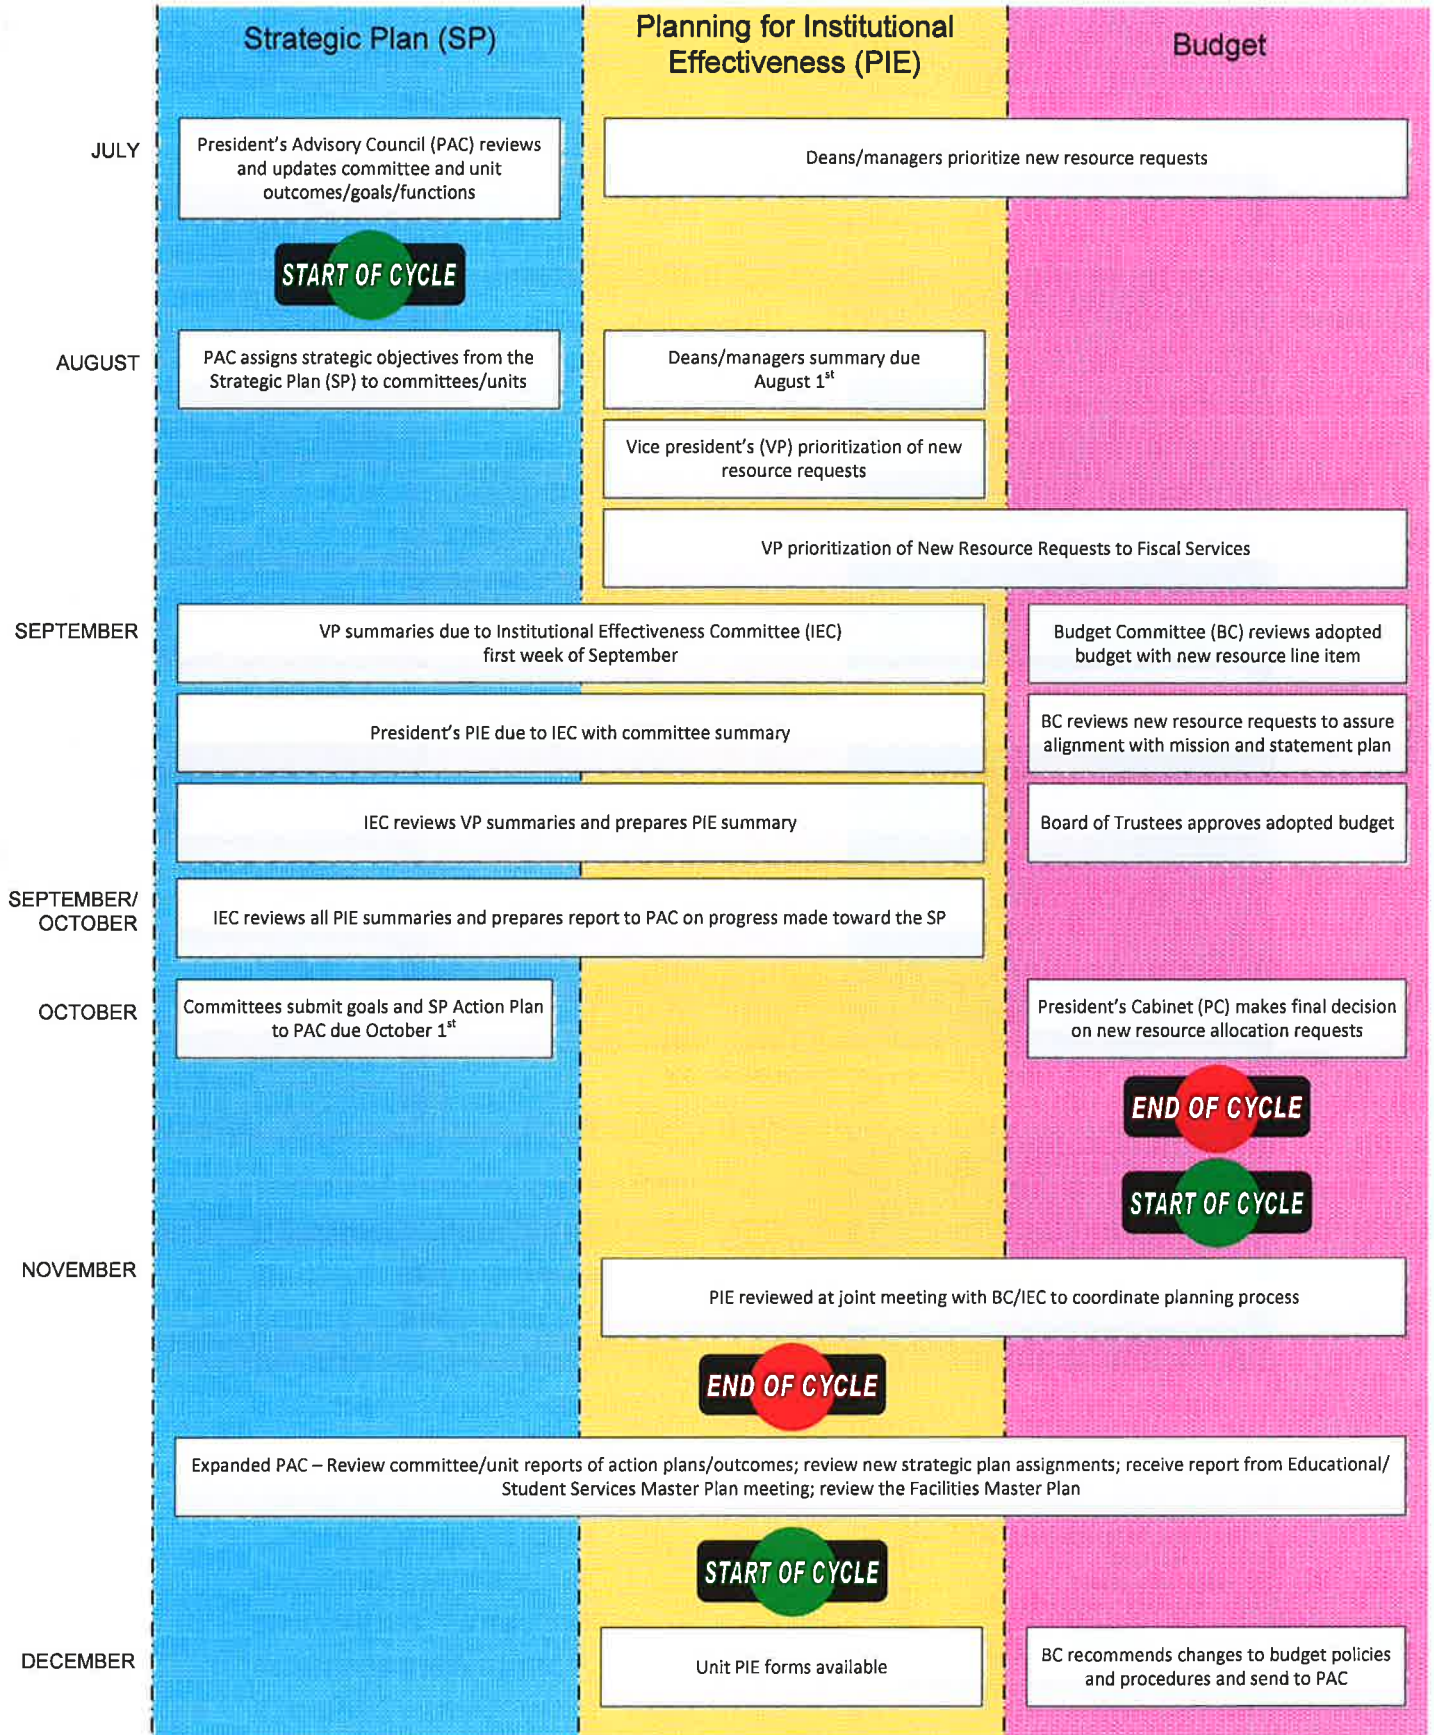 Strategic Plan (SP)
Planning for Institutional
Effectiveness (PIE)
Budget
JULY
President's Advisory Council (PAC) reviews
and updates committee and unit
outcomes/goals/functions
Deans/managers prioritize new resource requests
START OF CYCLE
AUGUST
PAC assigns strategic objectives from the
Strategic Plan (SP) to committees/units
Deans/managers summary due
August 1st
Vice president's (VP) prioritization of new
resource requests
VP prioritization of New Resource Requests to Fiscal Services
SEPTEMBER
VP summaries due to Institutional Effectiveness Committee (IEC)
first week of September
Budget Committee (BC) reviews adopted
budget with new resource line item
President's PIE due to IEC with committee summary
BC reviews new resource requests to assure
alignment with mission and statement plan
IEC reviews VP summaries and prepares PIE summary
Board of Trustees approves adopted budget
SEPTEMBER/
OCTOBER
IEC reviews all PIE summaries and prepares report to PAC on progress made toward the SP
OCTOBER
Committees submit goals and SP Action Plan
to PAC due October 1st
President's Cabinet (PC) makes final decision
on new resource allocation requests
END OF CYCLE
START OF CYCLE
NOVEMBER
PIE reviewed at joint meeting with BC/IEC to coordinate planning process
END OF CYCLE
Expanded PAC – Review committee/unit reports of action plans/outcomes; review new strategic plan assignments; receive report from Educational/
Student Services Master Plan meeting; review the Facilities Master Plan
START OF CYCLE
DECEMBER
Unit PIE forms available
BC recommends changes to budget policies
and procedures and send to PAC